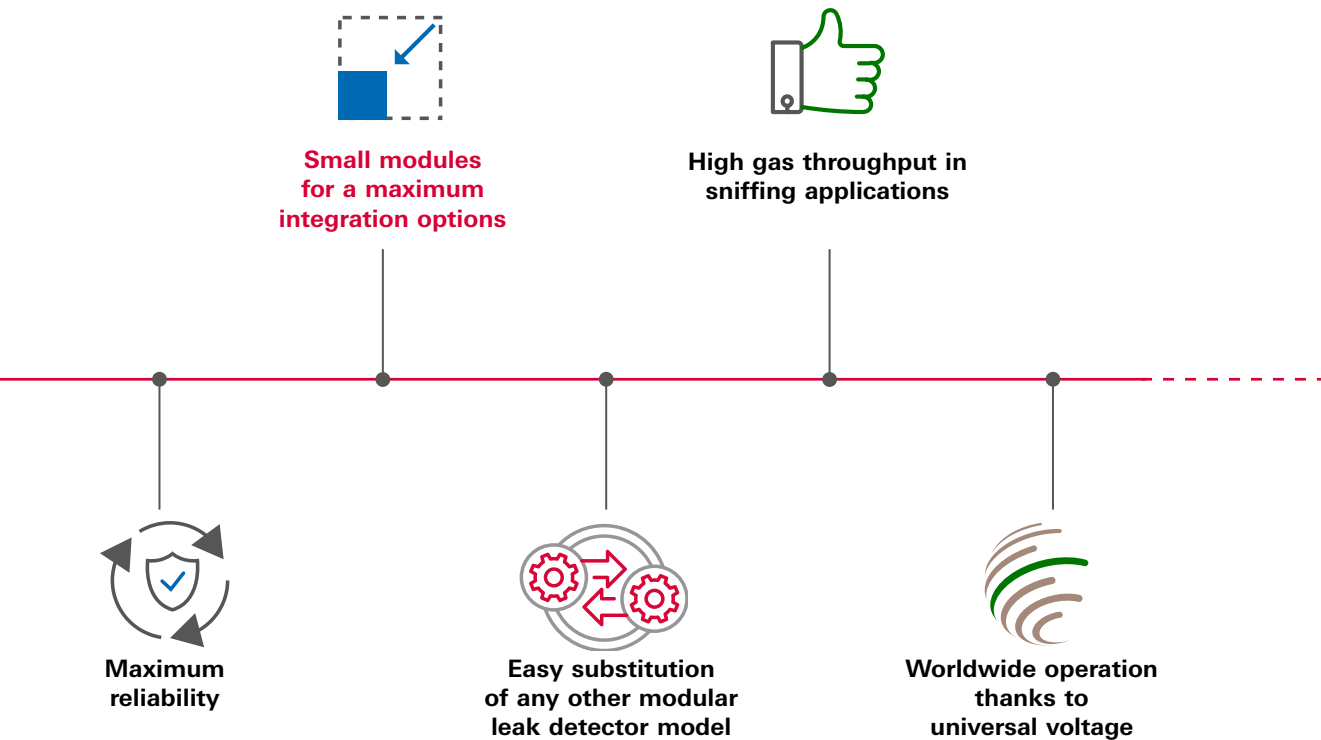 Small modules
for a maximum
integration options
High gas throughput in
sniffing applications
Maximum
reliability
Easy substitution
of any other modular
leak detector model
Worldwide operation
thanks to
universal voltage